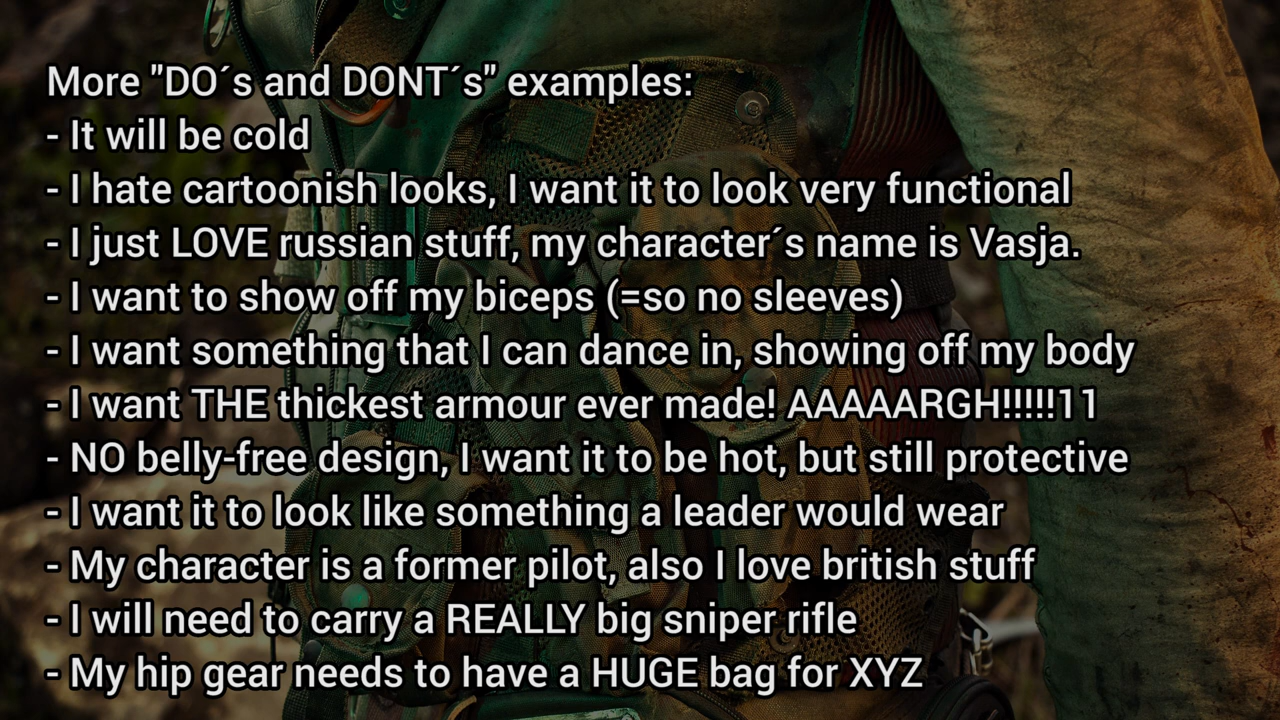 More "DO´s and DONT´s" examples:
- It will be cold
- I hate cartoonish looks, I want it to look very functional
- I just LOVE russian stuff, my character´s name is Vasja.
- I want to show off my biceps (=so no sleeves)
- I want something that I can dance in, showing off my body
- I want THE thickest armour ever made! AAAAARGH!!!!!11
- NO belly-free design, I want it to be hot, but still protective
- I want it to look like something a leader would wear
- My character is a former pilot, also I love british stuff
- I will need to carry a REALLY big sniper rifle
- My hip gear needs to have a HUGE bag for XYZ